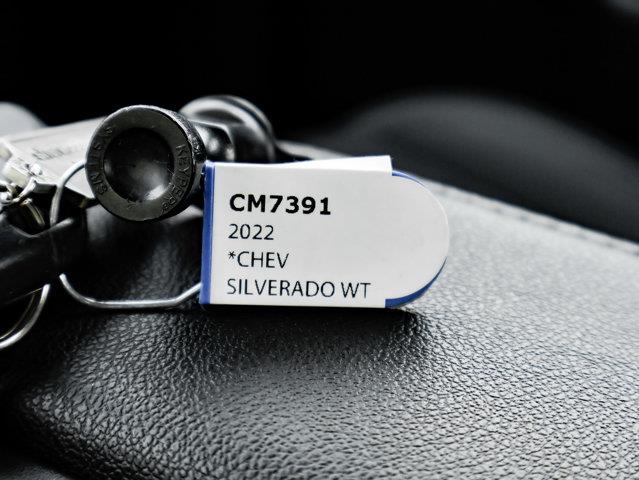 CM7391
2022
*CHEV
SILVERADO WT